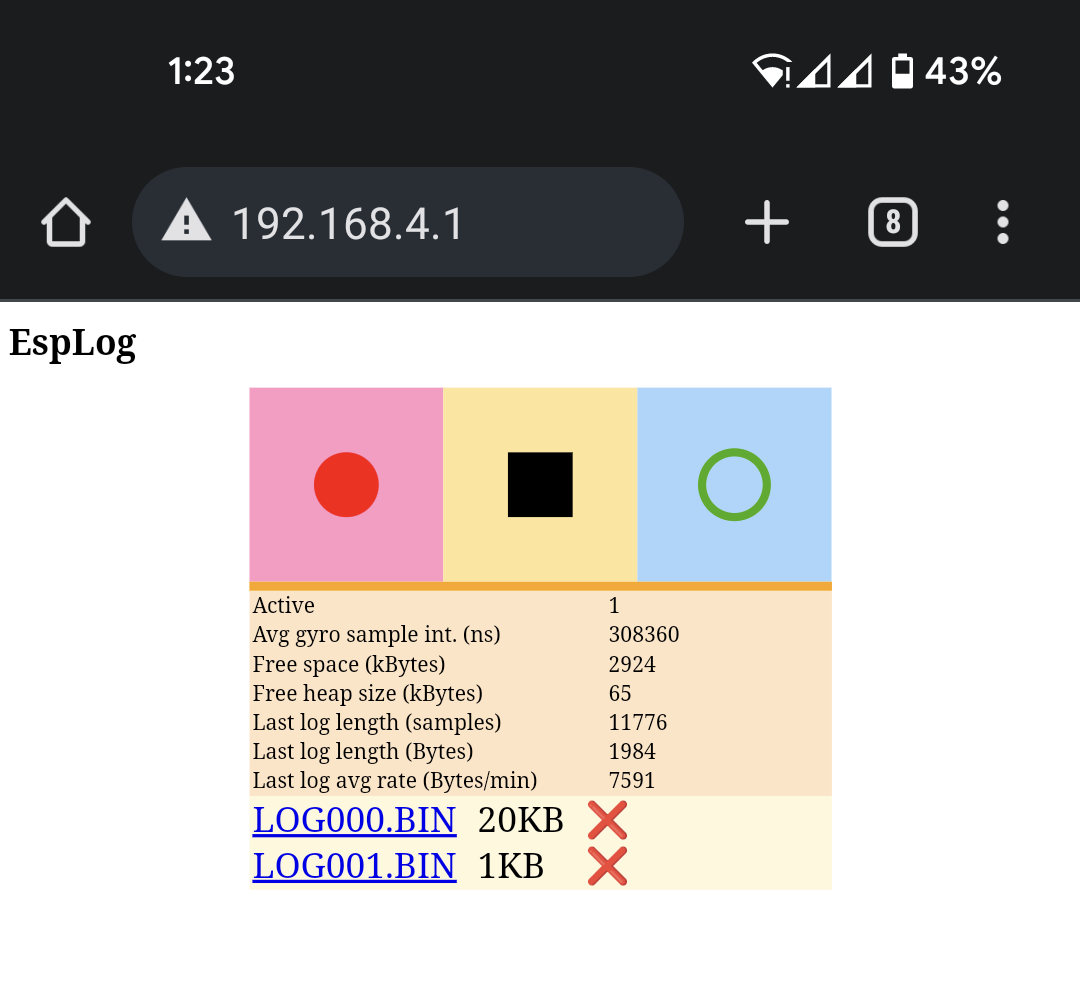 1:23 43%
192.168.4.1 8
EspLog
Active 1
Avg gyro sample int. (ns) 308360
Free space (kBytes) 2924
Free heap size (kBytes) 65
Last log length (samples) 11776
Last log length (Bytes) 1984
Last log avg rate (Bytes/min) 7591
LOG000.BIN 20KB ❌
LOG001.BIN 1KB ❌